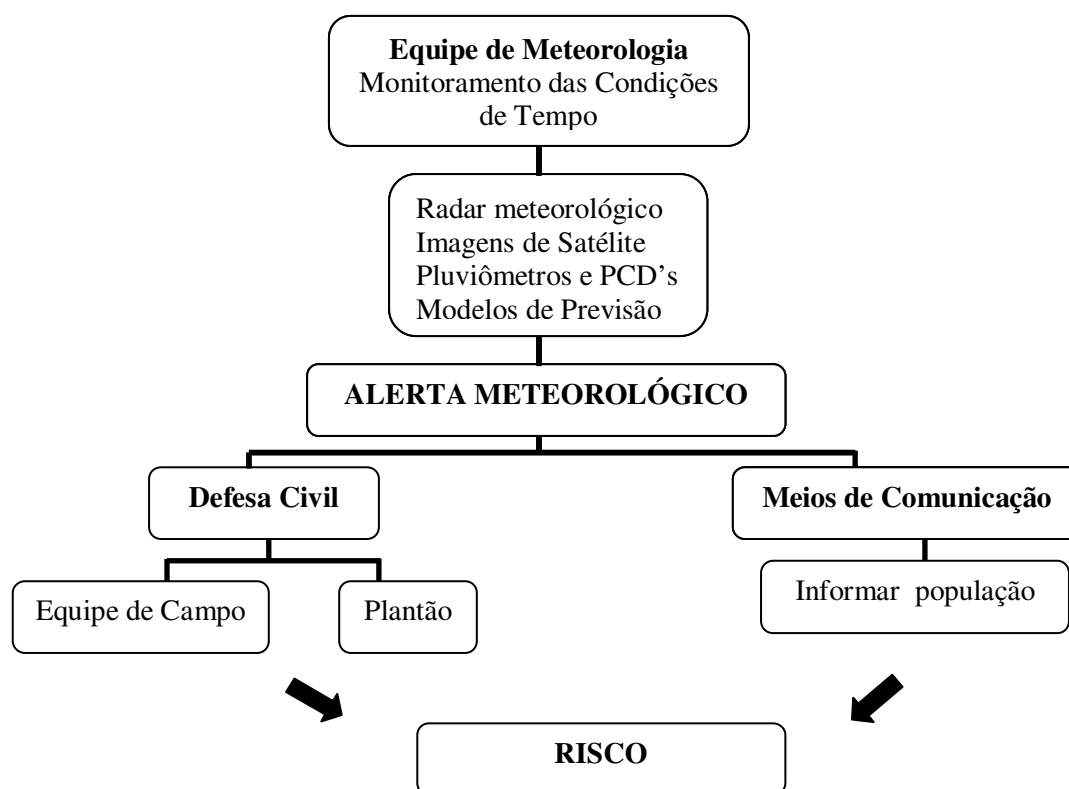 Equipe de Meteorologia
Monitoramento das Condições
de Tempo
Radar meteorológico
Imagens de Satélite
Pluviômetros e PCD's
Modelos de Previsão
ALERTA METEOROLÓGICO
Defesa Civil
Meios de Comunicação
Equipe de Campo
Plantão
Informar população
RISCO